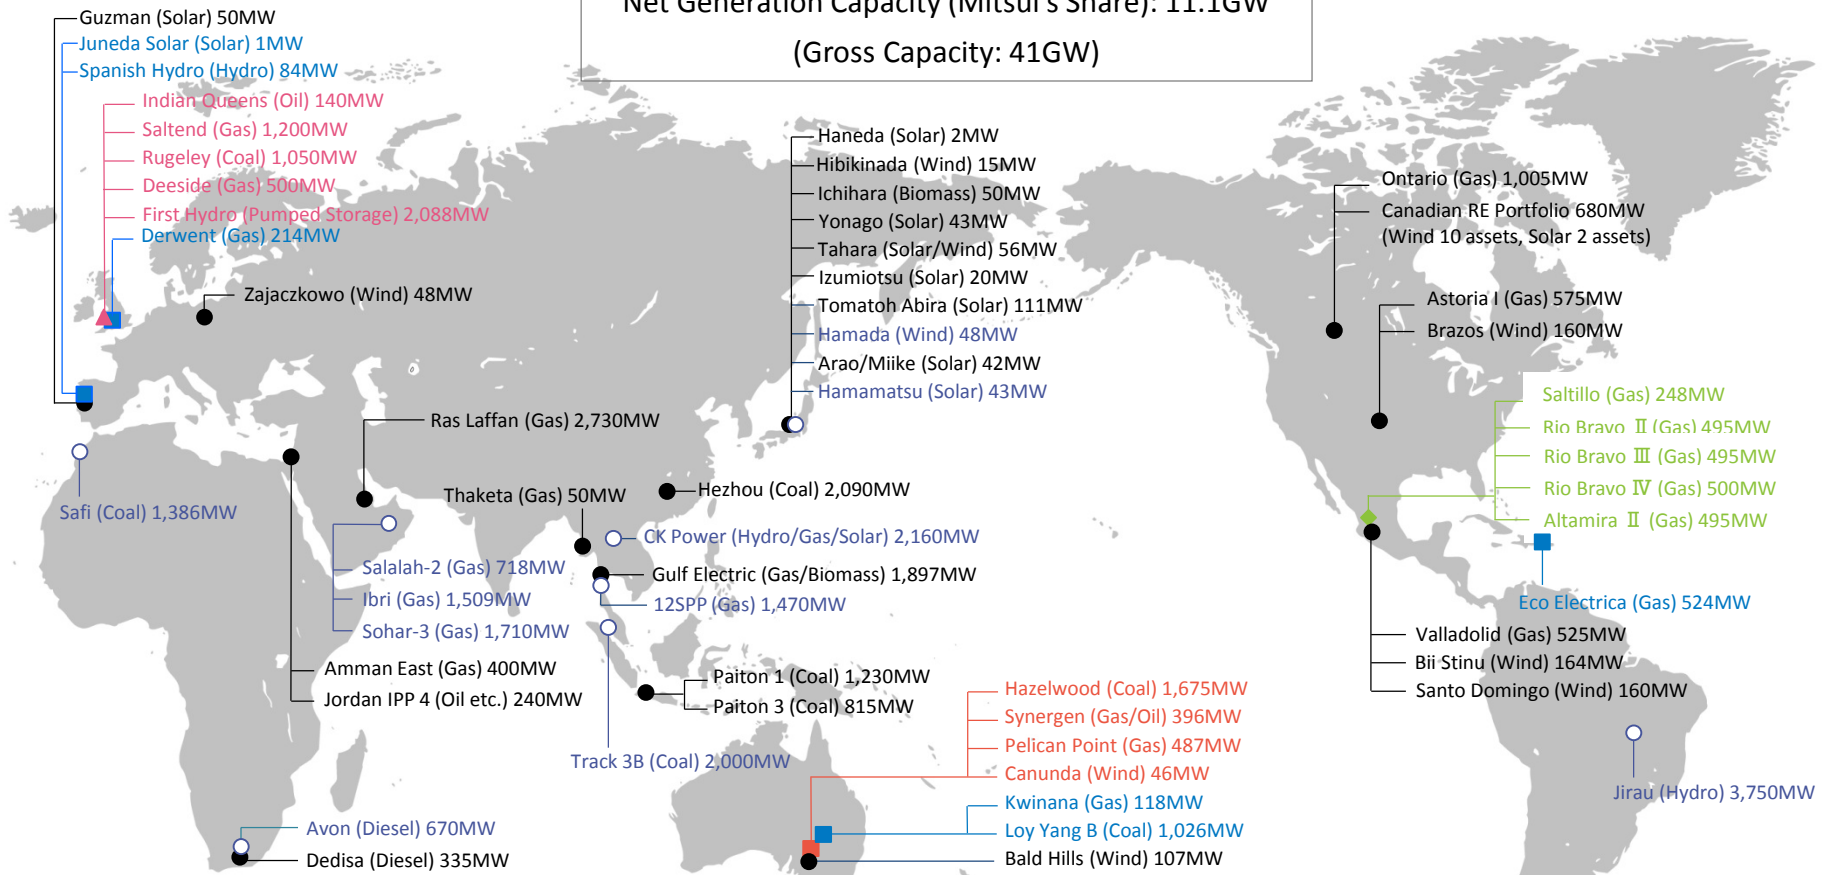 Net Generation Capacity (Mitsui's Share): 11.1GW
(Gross Capacity: 41GW)
Guzman (Solar) 50MW
Juneda Solar (Solar) 1MW
Spanish Hydro (Hydro) 84MW
Indian Queens (Oil) 140MW
Saltend (Gas) 1,200MW
Rugeley (Coal) 1,050MW
Deeside (Gas) 500MW
First Hydro (Pumped Storage) 2,088MW
Derwent (Gas) 214MW
Zajaczkowo (Wind) 48MW
Haneda (Solar) 2MW
Hibikinada (Wind) 15MW
Ichihara (Biomass) 50MW
Yonago (Solar) 43MW
Tahara (Solar/Wind) 56MW
Izumiotsu (Solar) 20MW
Tomatoh Abira (Solar) 111MW
Hamada (Wind) 48MW
Arao/Miike (Solar) 42MW
Hamamatsu (Solar) 43MW
Ontario (Gas) 1,005MW
Canadian RE Portfolio 680MW
(Wind 10 assets, Solar 2 assets)
Astoria I (Gas) 575MW
Brazos (Wind) 160MW
Saltillo (Gas) 248MW
Rio Bravo Ⅱ (Gas) 495MW
Rio Bravo Ⅲ (Gas) 495MW
Rio Bravo Ⅳ (Gas) 500MW
Altamira Ⅱ (Gas) 495MW
Ras Laffan (Gas) 2,730MW
Safi (Coal) 1,386MW
Thaketa (Gas) 50MW
Hezhou (Coal) 2,090MW
CK Power (Hydro/Gas/Solar) 2,160MW
Gulf Electric (Gas/Biomass) 1,897MW
12SPP (Gas) 1,470MW
Salalah-2 (Gas) 718MW
Ibri (Gas) 1,509MW
Sohar-3 (Gas) 1,710MW
Amman East (Gas) 400MW
Jordan IPP 4 (Oil etc.) 240MW
Paiton 1 (Coal) 1,230MW
Paiton 3 (Coal) 815MW
Track 3B (Coal) 2,000MW
Eco Electrica (Gas) 524MW
Valladolid (Gas) 525MW
Bii Stinu (Wind) 164MW
Santo Domingo (Wind) 160MW
Hazelwood (Coal) 1,675MW
Synergen (Gas/Oil) 396MW
Pelican Point (Gas) 487MW
Canunda (Wind) 46MW
Kwinana (Gas) 118MW
Loy Yang B (Coal) 1,026MW
Bald Hills (Wind) 107MW
Jirau (Hydro) 3,750MW
Avon (Diesel) 670MW
Dedisa (Diesel) 335MW